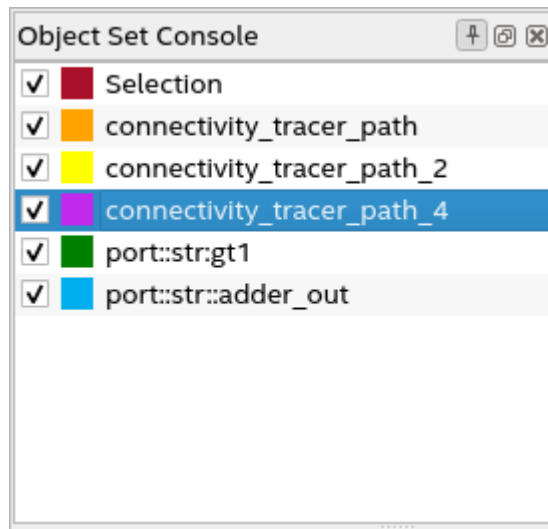 Object Set Console
Selection
connectivity_tracer_path
connectivity_tracer_path_2
connectivity_tracer_path_4
port::str:gt1
port::str::adder_out